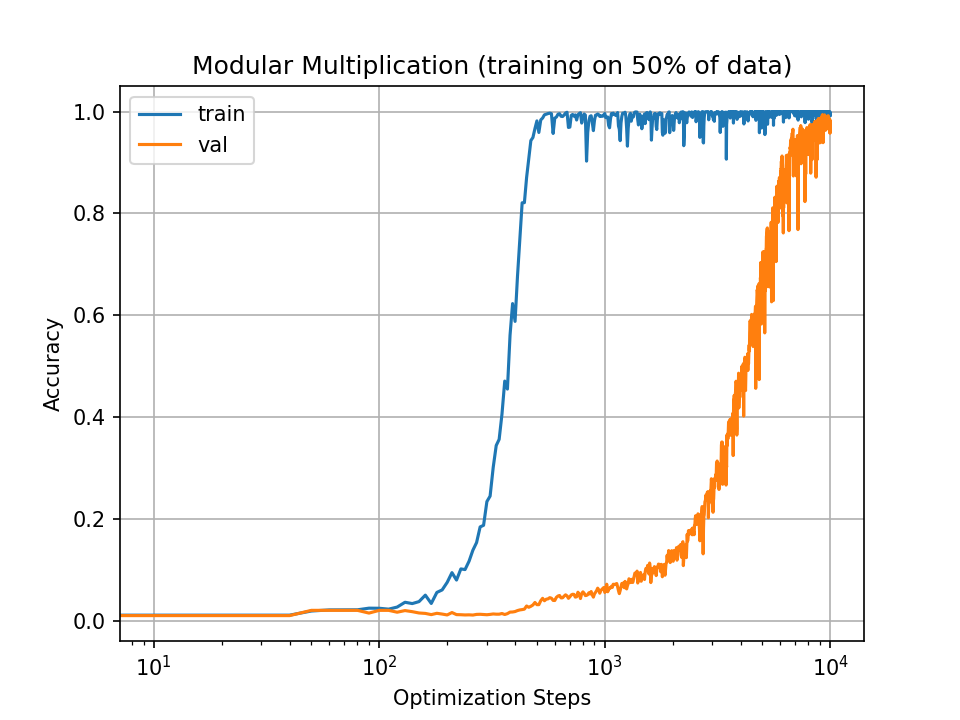 Modular Multiplication (training on 50% of data)
train
val
1.0
0.8
0.6
0.4
0.2
0.0
Accuracy
10¹
10²
10³
10⁴
Optimization Steps